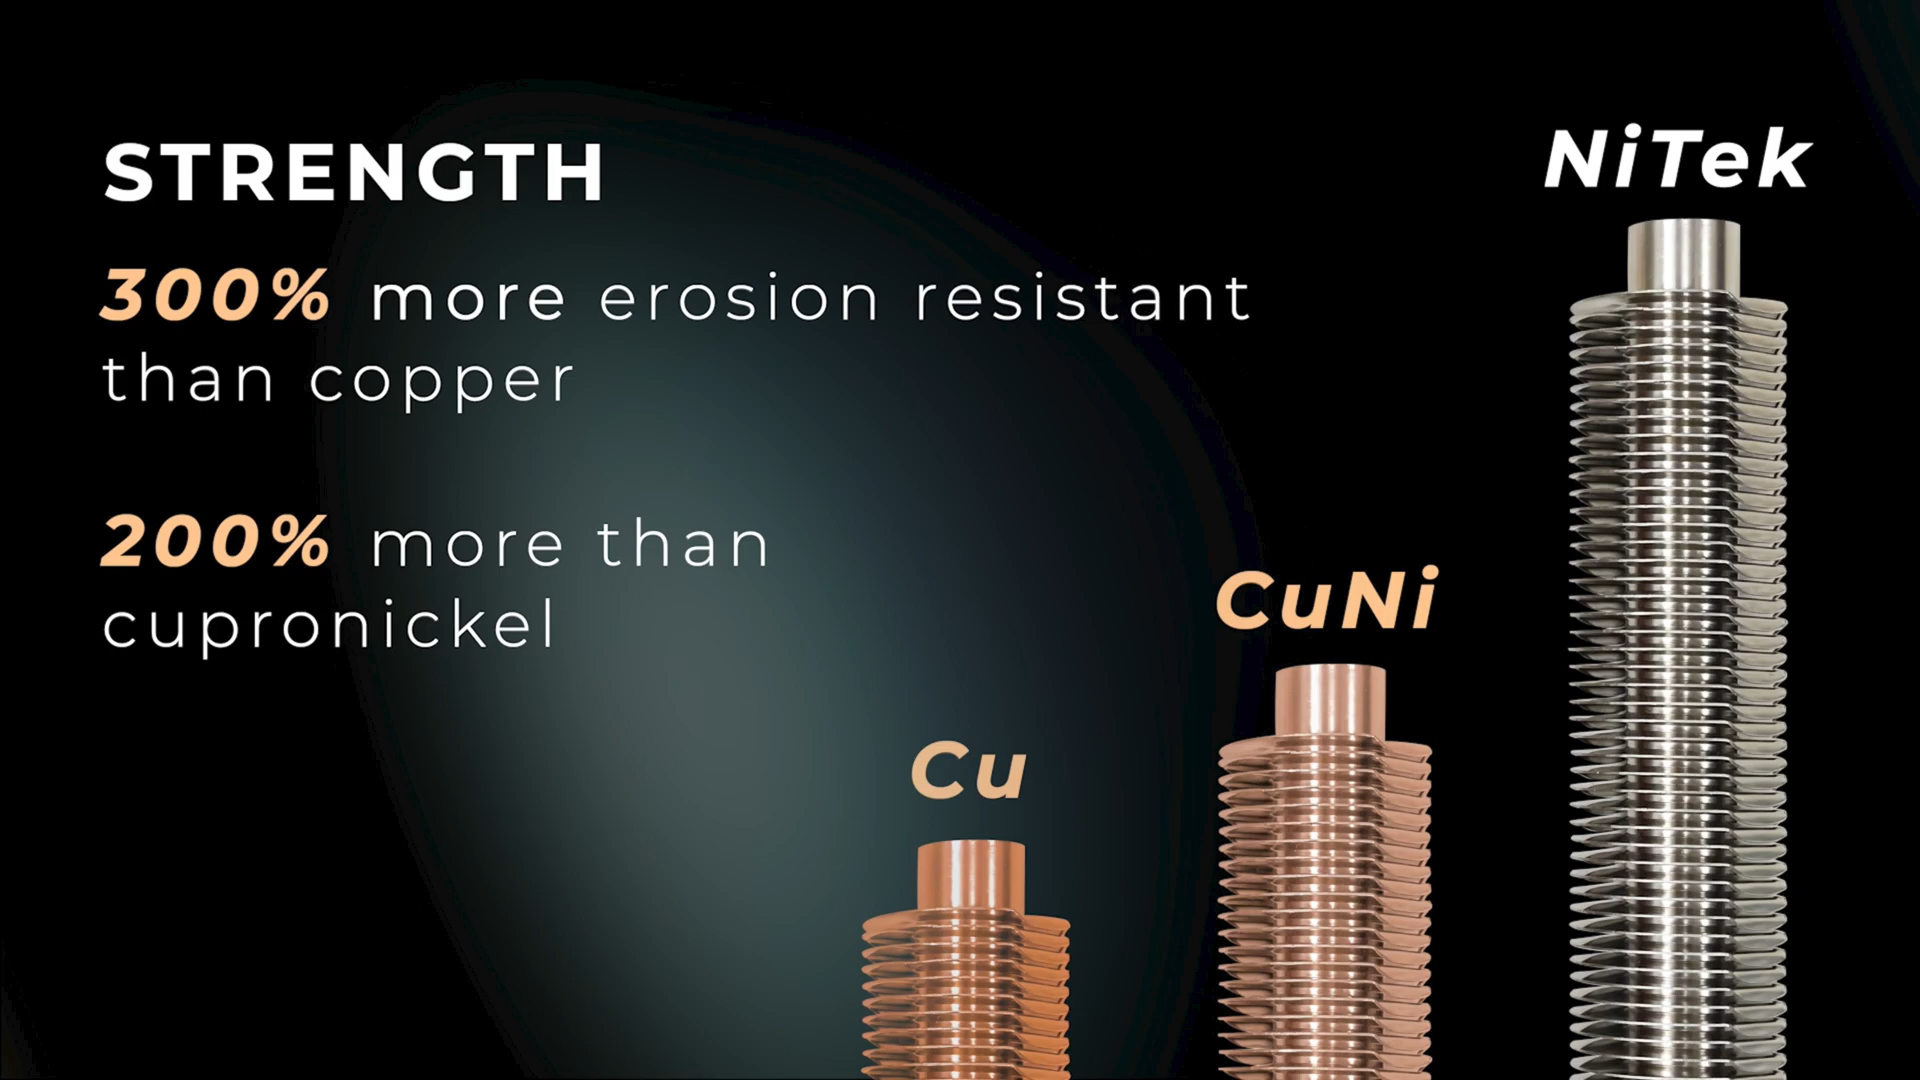 STRENGTH
300% more erosion resistant
than copper
200% more than
cupronickel
Cu
CuNi
NiTek